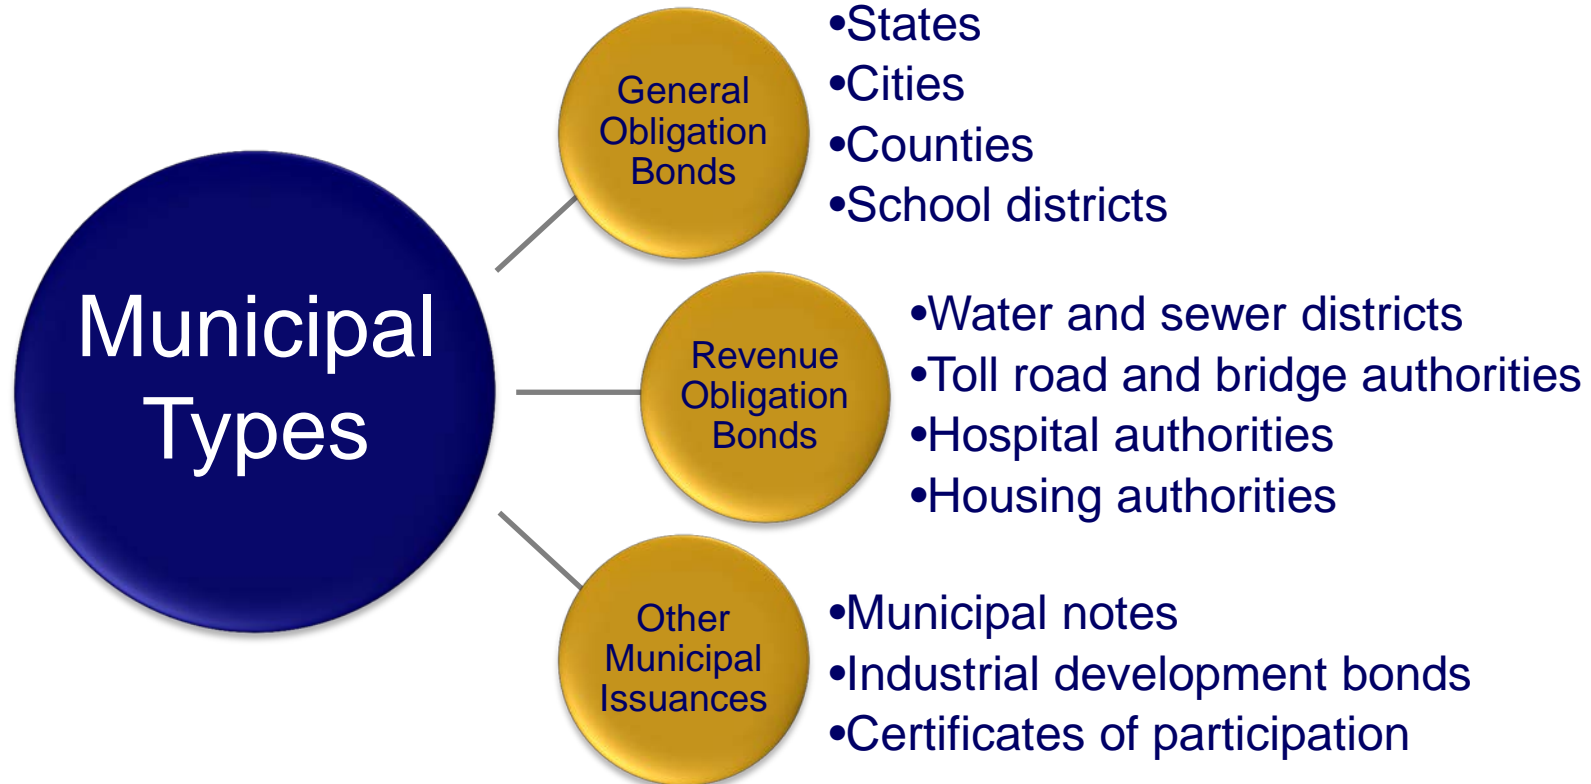 Municipal
Types
General
Obligation
Bonds
•States
•Cities
•Counties
•School districts
Revenue
Obligation
Bonds
•Water and sewer districts
•Toll road and bridge authorities
•Hospital authorities
•Housing authorities
Other
Municipal
Issuances
•Municipal notes
•Industrial development bonds
•Certificates of participation